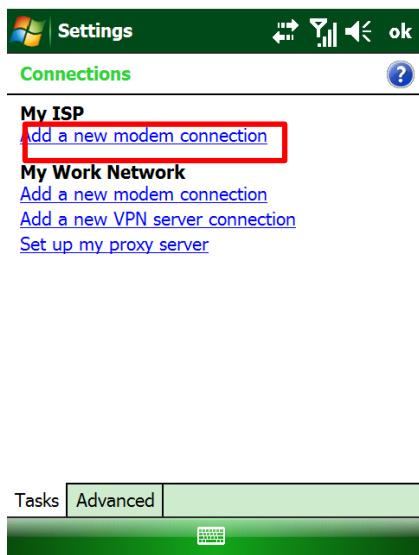 Settings
ok
Connections
?
My ISP
Add a new modem connection
My Work Network
Add a new modem connection
Add a new VPN server connection
Set up my proxy server
Tasks Advanced